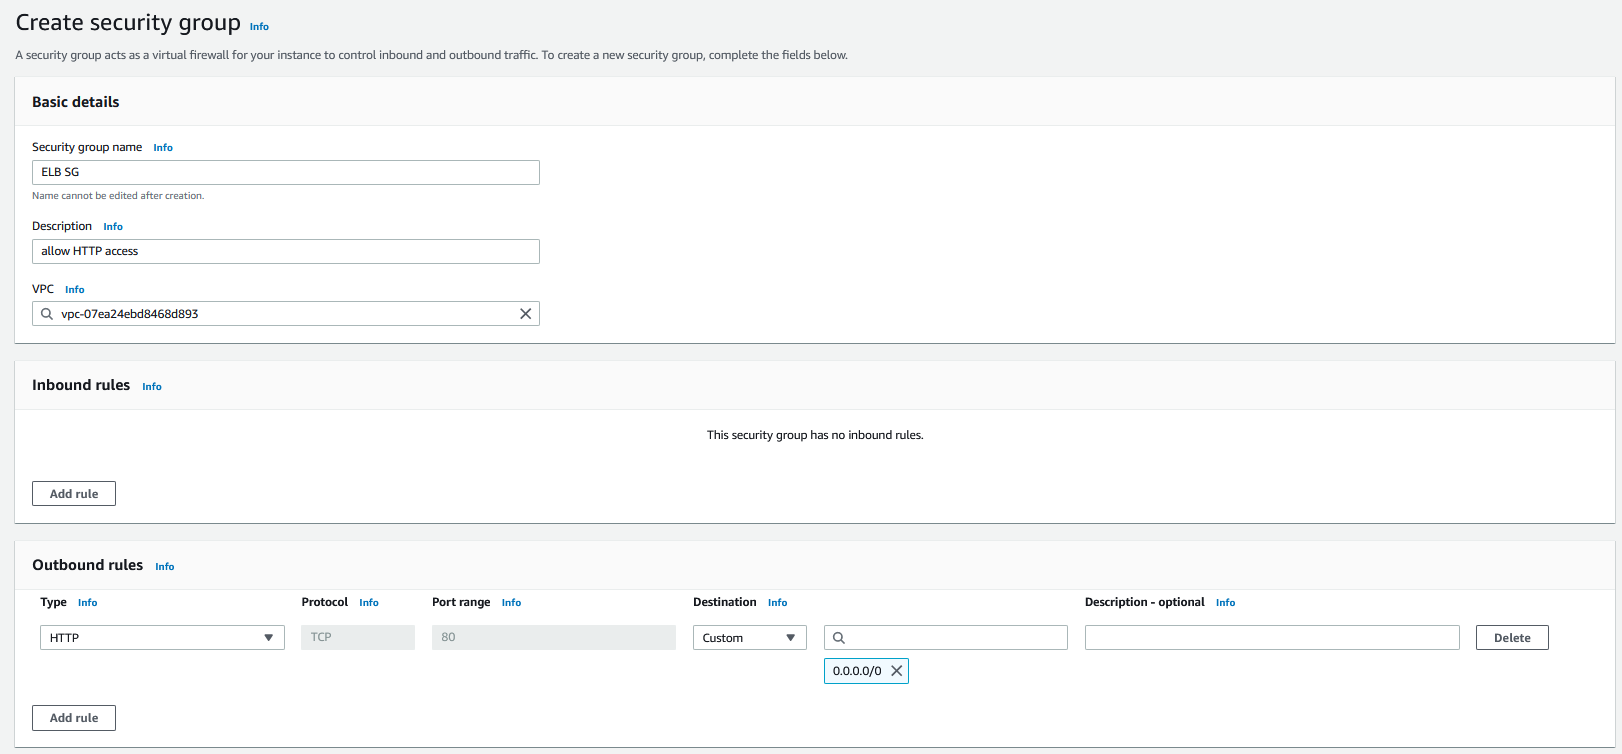 Create security group Info
A security group acts as a virtual firewall for your instance to control inbound and outbound traffic. To create a new security group, complete the fields below.
Basic details
Security group name Info
ELB SG
Name cannot be edited after creation.
Description Info
allow HTTP access
VPC Info
vpc-07ea24ebd8468d893
Inbound rules Info
This security group has no inbound rules.
Add rule
Outbound rules Info
Type Info Protocol Info Port range Info Destination Info Description - optional Info
HTTP TCP 80 Custom Delete
0.0.0.0/0
Add rule